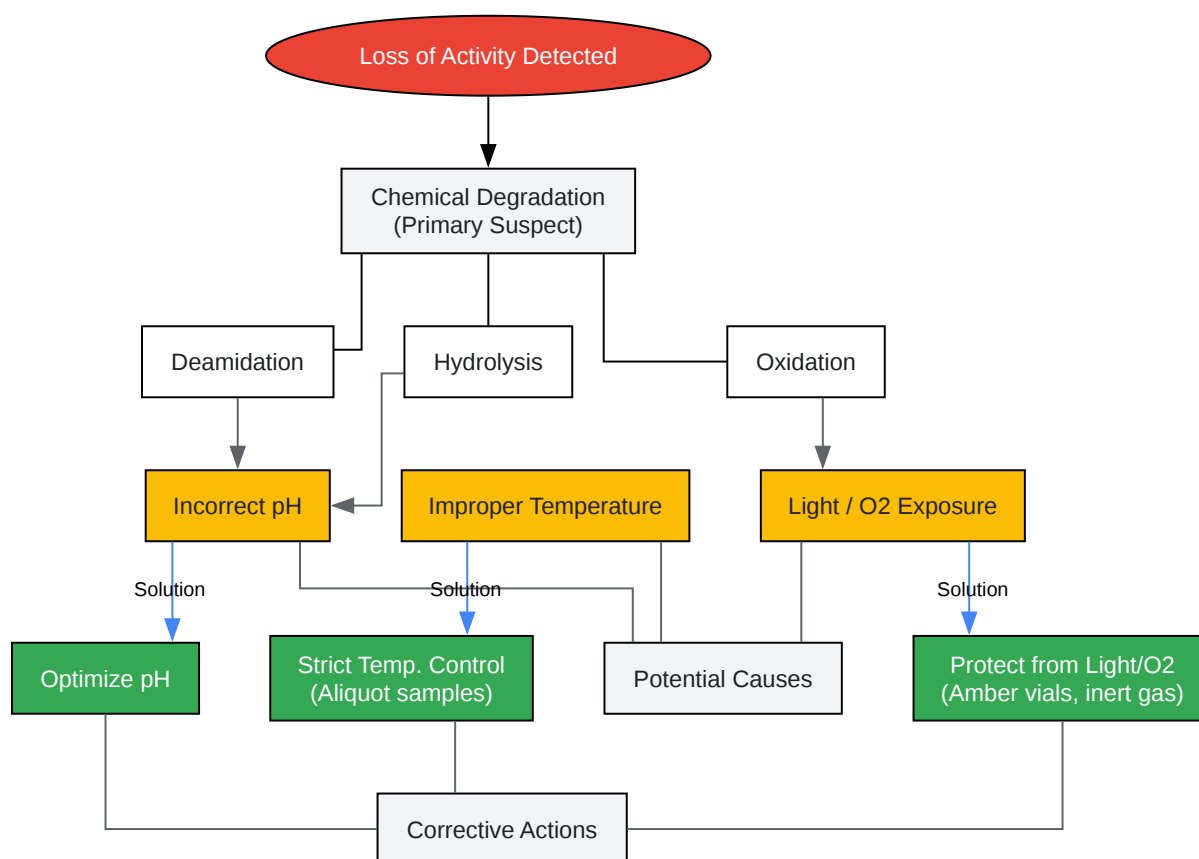 Loss of Activity Detected
Chemical Degradation
(Primary Suspect)
Deamidation
Hydrolysis
Oxidation
Incorrect pH
Improper Temperature
Light / O2 Exposure
Solution
Solution
Solution
Optimize pH
Strict Temp. Control
(Aliquot samples)
Potential Causes
Protect from Light/O2
(Amber vials, inert gas)
Corrective Actions